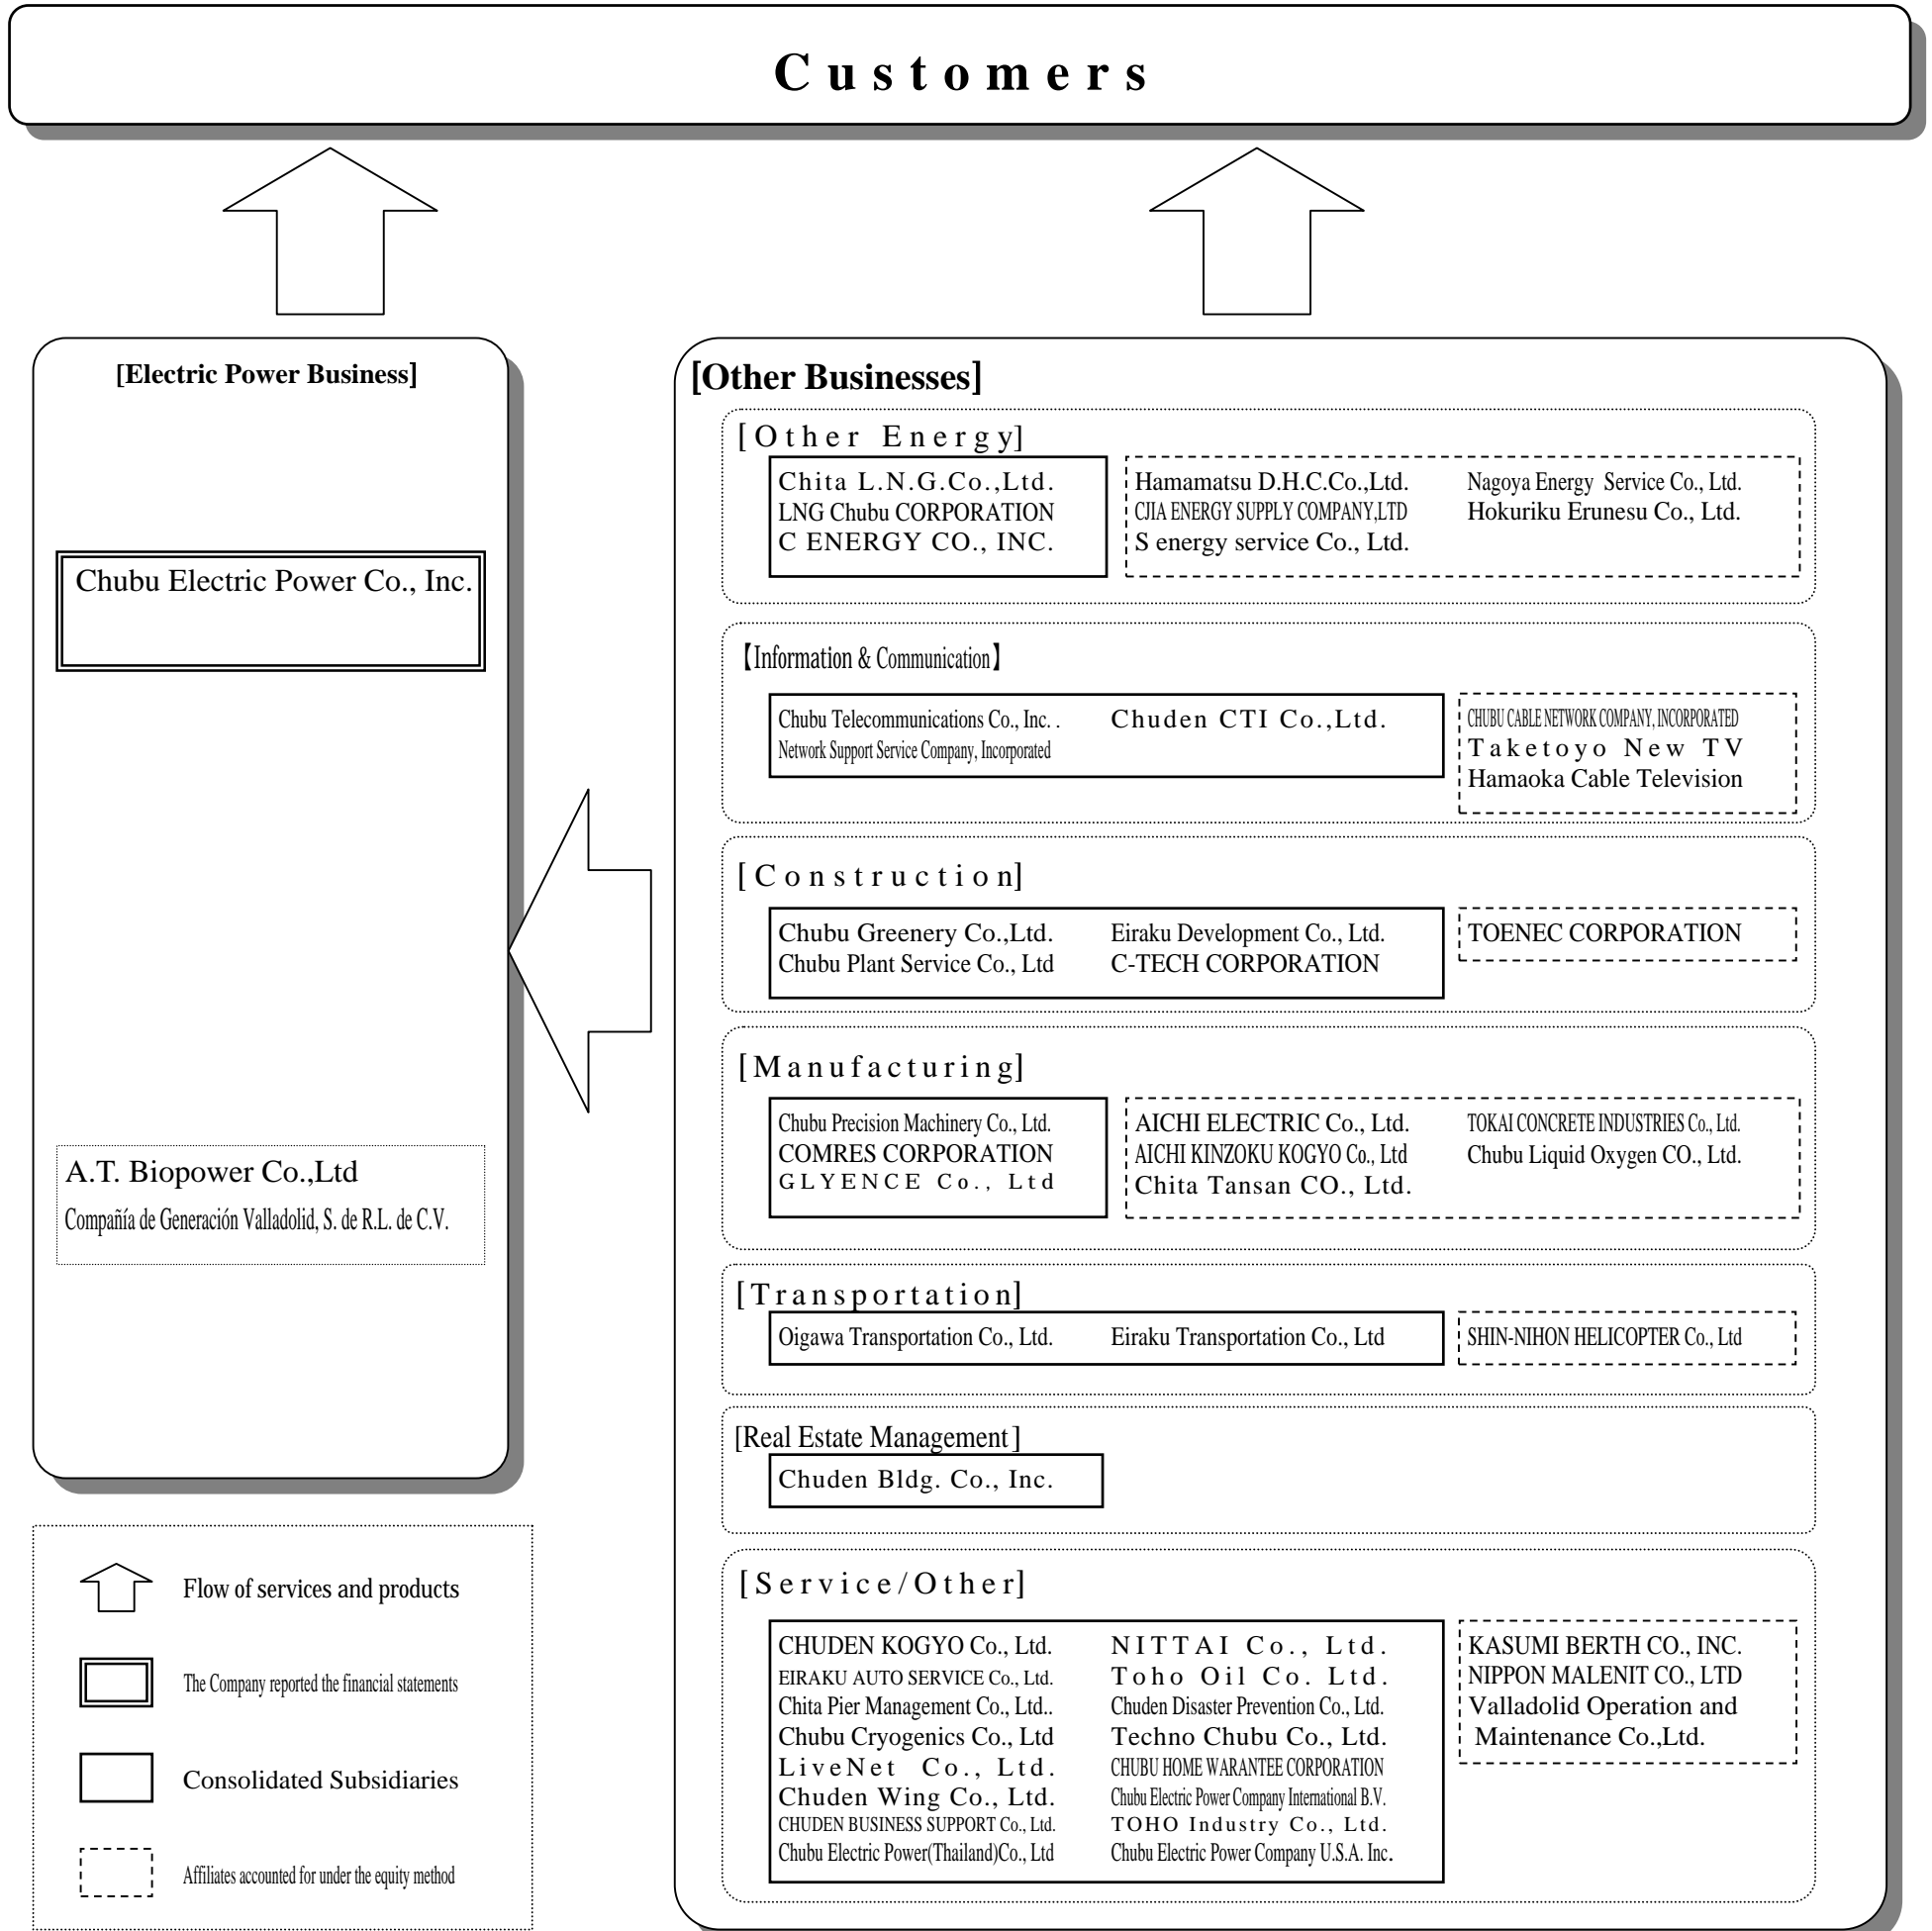 Customers
[Electric Power Business]
Chubu Electric Power Co., Inc.
A.T. Biopower Co.,Ltd
Compañía de Generación Valladolid, S. de R.L. de C.V.
Flow of services and products
The Company reported the financial statements
Consolidated Subsidiaries
Affiliates accounted for under the equity method
[Other Businesses]
[Other Energy]
Chita L.N.G.Co.,Ltd.
LNG Chubu CORPORATION
C ENERGY CO., INC.
Hamamatsu D.H.C.Co.,Ltd.
CJIA ENERGY SUPPLY COMPANY,LTD
S energy service Co., Ltd.
Nagoya Energy Service Co., Ltd.
Hokuriku Erunesu Co., Ltd.
【Information & Communication】
Chubu Telecommunications Co., Inc. .
Network Support Service Company, Incorporated
Chuden CTI Co.,Ltd.
CHUBU CABLE NETWORK COMPANY, INCORPORATED
Taketoyo New TV
Hamaoka Cable Television
[Construction]
Chubu Greenery Co.,Ltd.
Chubu Plant Service Co., Ltd
Eiraku Development Co., Ltd.
C-TECH CORPORATION
TOENEC CORPORATION
[Manufacturing]
Chubu Precision Machinery Co., Ltd.
COMRES CORPORATION
GLYENCE Co., Ltd
AICHI ELECTRIC Co., Ltd.
AICHI KINZOKU KOGYO Co., Ltd
Chita Tansan CO., Ltd.
TOKAI CONCRETE INDUSTRIES Co., Ltd.
Chubu Liquid Oxygen CO., Ltd.
[Transportation]
Oigawa Transportation Co., Ltd.
Eiraku Transportation Co., Ltd
SHIN-NIHON HELICOPTER Co., Ltd
[Real Estate Management]
Chuden Bldg. Co., Inc.
[Service/Other]
CHUDEN KOGYO Co., Ltd.
EIRAKU AUTO SERVICE Co., Ltd.
Chita Pier Management Co., Ltd..
Chubu Cryogenics Co., Ltd
LiveNet Co., Ltd.
Chuden Wing Co., Ltd.
CHUDEN BUSINESS SUPPORT Co., Ltd.
Chubu Electric Power(Thailand)Co., Ltd
NITTAI Co., Ltd.
Toho Oil Co. Ltd.
Chuden Disaster Prevention Co., Ltd.
Techno Chubu Co., Ltd.
CHUBU HOME WARANTEE CORPORATION
Chubu Electric Power Company International B.V.
TOHO Industry Co., Ltd.
Chubu Electric Power Company U.S.A. Inc.
KASUMI BERTH CO., INC.
NIPPON MALENIT CO., LTD
Valladolid Operation and
Maintenance Co.,Ltd.